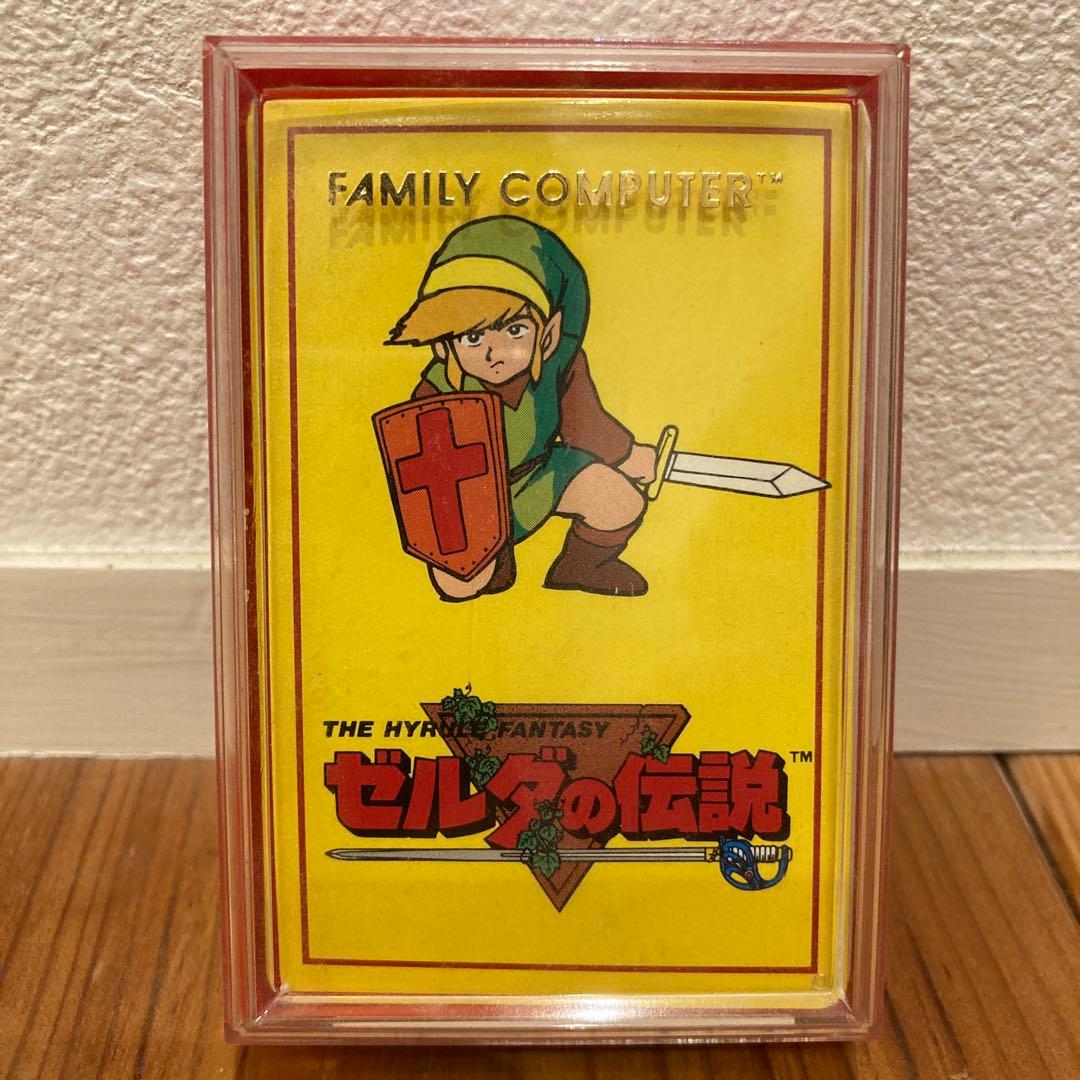 FAMILY COMPUTER™
THE HYRULE FANTASY
ゼルダの伝説™